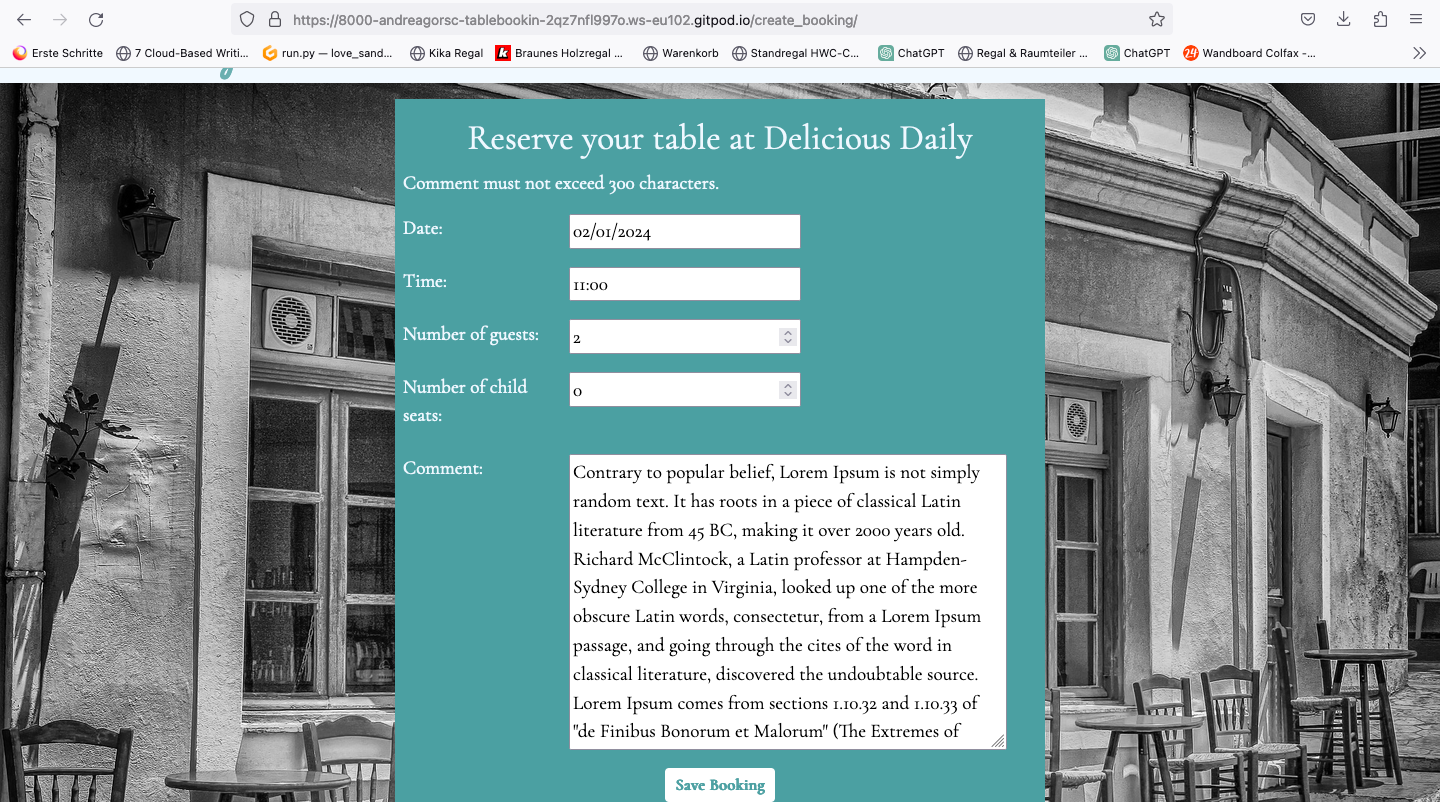 https://8000-andreagorsc-tablebookin-2qz7nfl997o.ws-eu102.gitpod.io/create_booking/
Erste Schritte 7 Cloud-Based Writi... run.py — love_sand... Kika Regal Braunes Holzregal ... Warenkorb Standregal HWC-C... ChatGPT Regal & Raumteiler ... ChatGPT Wandboard Colfax -...
Reserve your table at Delicious Daily
Comment must not exceed 300 characters.
Date: 02/01/2024
Time: 11:00
Number of guests: 2
Number of child
seats:
0
Comment:
Contrary to popular belief, Lorem Ipsum is not simply
random text. It has roots in a piece of classical Latin
literature from 45 BC, making it over 2000 years old.
Richard McClintock, a Latin professor at Hampden-
Sydney College in Virginia, looked up one of the more
obscure Latin words, consectetur, from a Lorem Ipsum
passage, and going through the cites of the word in
classical literature, discovered the undoubtable source.
Lorem Ipsum comes from sections 1.10.32 and 1.10.33 of
"de Finibus Bonorum et Malorum" (The Extremes of
Save Booking